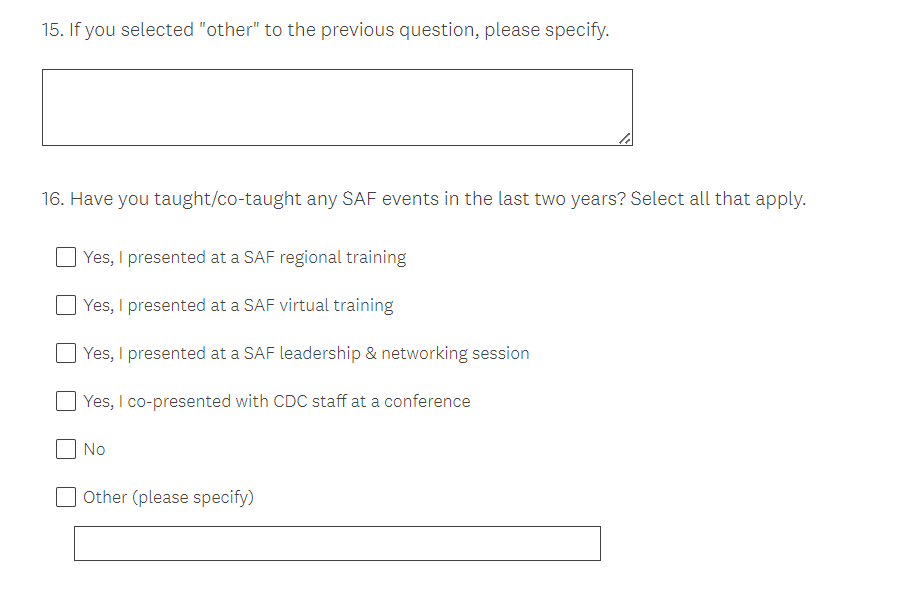 15. If you selected "other" to the previous question, please specify.
16. Have you taught/co-taught any SAF events in the last two years? Select all that apply.
Yes, I presented at a SAF regional training
Yes, I presented at a SAF virtual training
Yes, I presented at a SAF leadership & networking session
Yes, I co-presented with CDC staff at a conference
No
Other (please specify)